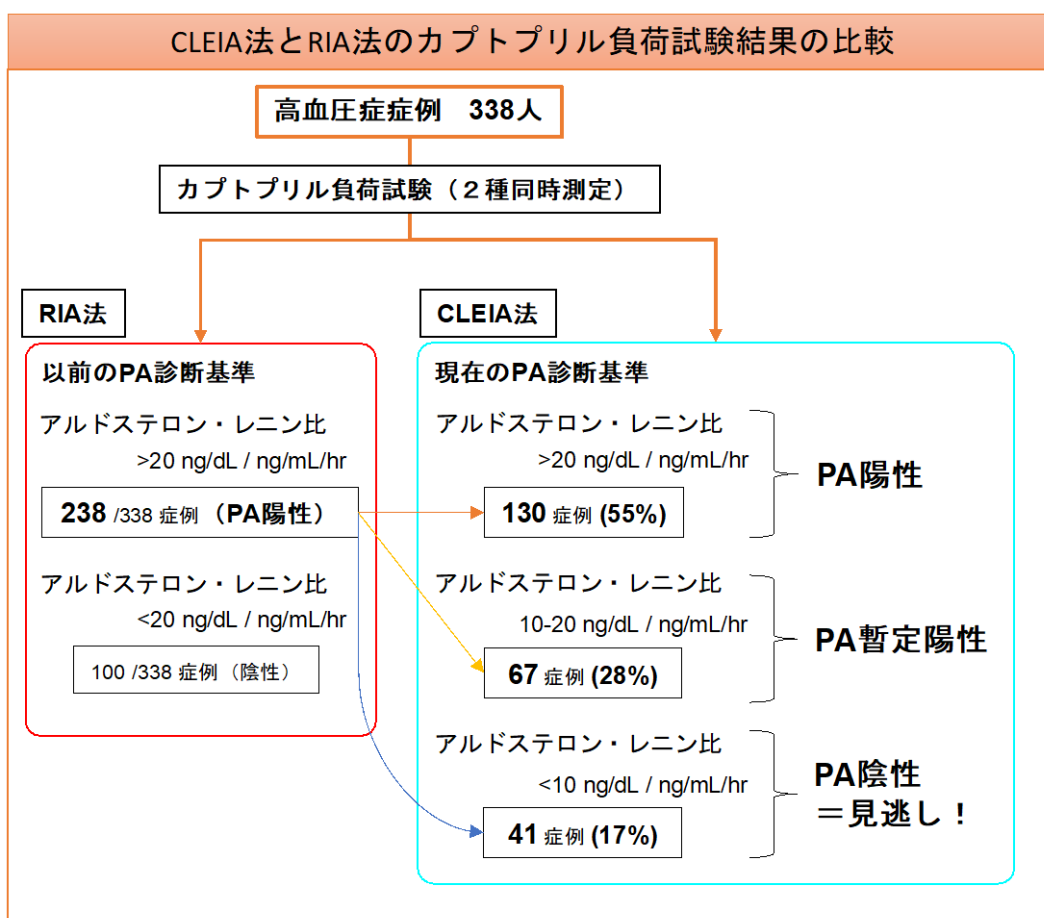 CLEIA法とRIA法のカプトプリル負荷試験結果の比較
高血圧症症例　338人
カプトプリル負荷試験（２種同時測定）
RIA法
以前のPA診断基準
アルドステロン・レニン比
>20 ng/dL / ng/mL/hr
238 /338 症例（PA陽性）
アルドステロン・レニン比
<20 ng/dL / ng/mL/hr
100 /338 症例（陰性）
CLEIA法
現在のPA診断基準
アルドステロン・レニン比
>20 ng/dL / ng/mL/hr
130 症例 (55%)
PA陽性
アルドステロン・レニン比
10-20 ng/dL / ng/mL/hr
67 症例 (28%)
PA暫定陽性
アルドステロン・レニン比
<10 ng/dL / ng/mL/hr
41 症例 (17%)
PA陰性
＝見逃し！